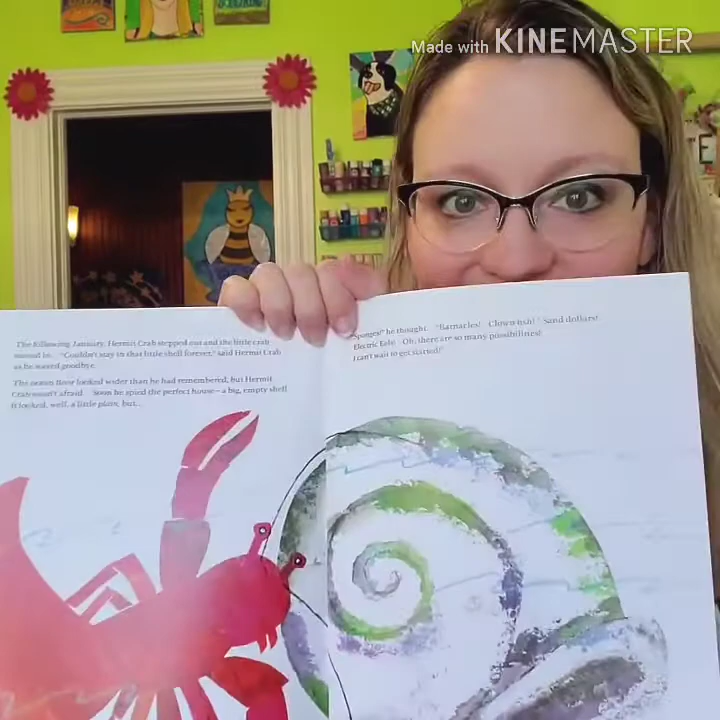 Made with KINEMASTER
The following January, Hermit Crab stepped out and the little crab
moved in. "Couldn't stay in that little shell forever," said Hermit Crab
as he waved goodbye.
The ocean floor looked wider than he had remembered, but Hermit
Crab wasn't afraid. Soon he spied the perfect house—a big, empty shell.
It looked, well, a little plain, but...
"Sponges!" he thought. "Barnacles! Clown fish! Sand dollars!
Electric Eels! Oh, there are so many possibilities!
I can't wait to get started!"